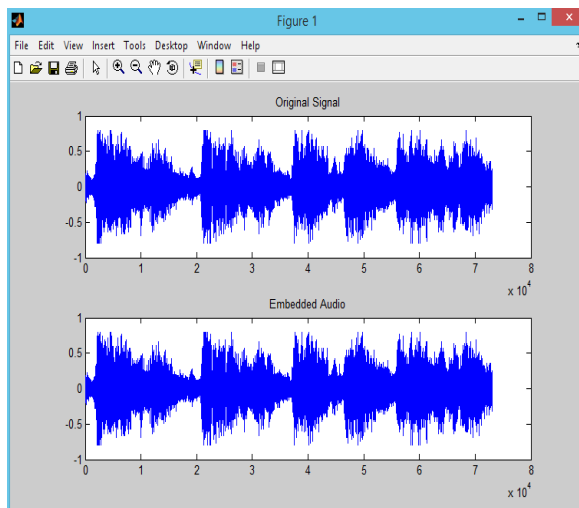 Figure 1
File Edit View Insert Tools Desktop Window Help
Original Signal
1
0.5
0
-0.5
-1
0 1 2 3 4 5 6 7 8
x 10^4
Embedded Audio
1
0.5
0
-0.5
-1
0 1 2 3 4 5 6 7 8
x 10^4